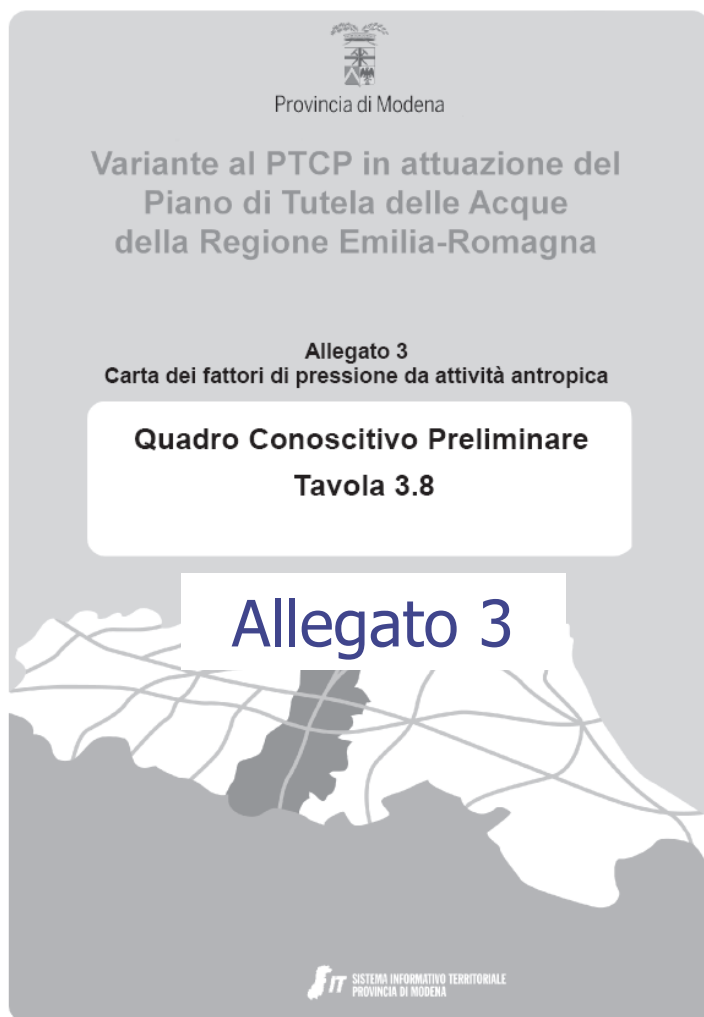 Provincia di Modena
Variante al PTCP in attuazione del
Piano di Tutela delle Acque
della Regione Emilia-Romagna
Allegato 3
Carta dei fattori di pressione da attività antropica
Quadro Conoscitivo Preliminare
Tavola 3.8
Allegato 3
SIT SISTEMA INFORMATIVO TERRITORIALE
PROVINCIA DI MODENA